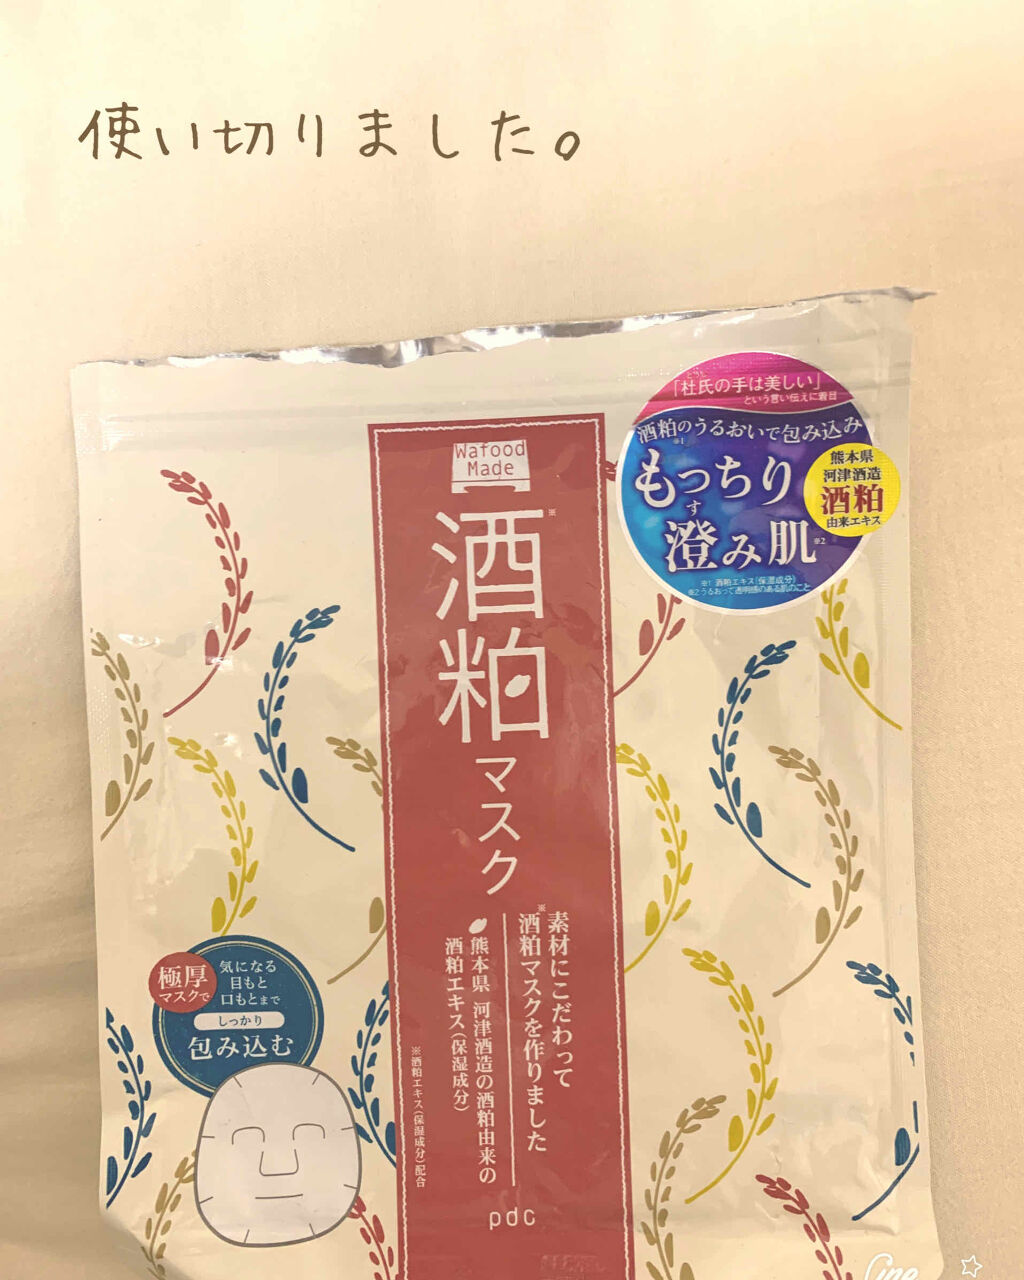 使い切りました。
「杜氏の手は美しい」
という言い伝えに着目
酒粕のうるおいで包み込み
※1
もっちり
す
澄み肌※2
熊本県
河津酒造
酒粕
由来エキス
※1 酒粕エキス(保湿成分)
※2 うるおって透明感のある肌のこと
Wafood
Made
酒粕※
マスク
素材にこだわって
※酒粕マスクを作りました
熊本県 河津酒造の酒粕由来の
酒粕エキス(保湿成分)
※酒粕エキス(保湿成分)配合
pdc
極厚
マスクで
気になる
目もと
口もとまで
しっかり
包み込む